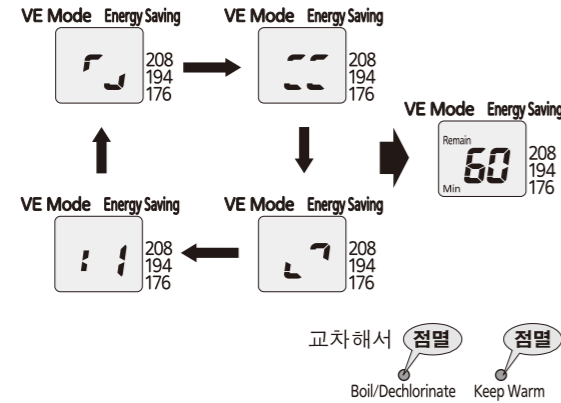 VE Mode Energy Saving
208
194
176
VE Mode Energy Saving
208
194
176
VE Mode Energy Saving
Remain
60
Min
208
194
176
VE Mode Energy Saving
208
194
176
VE Mode Energy Saving
208
194
176
교차해서 점멸 점멸
Boil/Dechlorinate Keep Warm